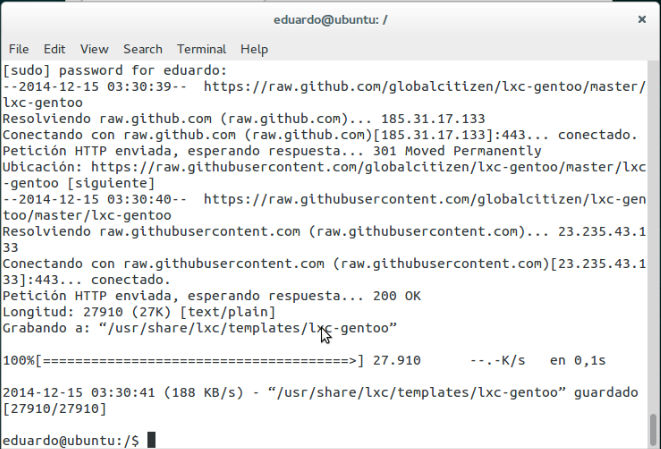 eduardo@ubuntu: /
×
File Edit View Search Terminal Help
[sudo] password for eduardo:
--2014-12-15 03:30:39--  https://raw.github.com/globalcitizen/lxc-gentoo/master/
lxc-gentoo
Resolviendo raw.github.com (raw.github.com)... 185.31.17.133
Conectando con raw.github.com (raw.github.com)[185.31.17.133]:443... conectado.
Petición HTTP enviada, esperando respuesta... 301 Moved Permanently
Ubicación: https://raw.githubusercontent.com/globalcitizen/lxc-gentoo/master/lxc
-gentoo [siguiente]
--2014-12-15 03:30:40--  https://raw.githubusercontent.com/globalcitizen/lxc-gen
too/master/lxc-gentoo
Resolviendo raw.githubusercontent.com (raw.githubusercontent.com)... 23.235.43.1
33
Conectando con raw.githubusercontent.com (raw.githubusercontent.com)[23.235.43.1
33]:443... conectado.
Petición HTTP enviada, esperando respuesta... 200 OK
Longitud: 27910 (27K) [text/plain]
Grabando a: “/usr/share/lxc/templates/lxc-gentoo”
100%[======================================>] 27.910      --.-K/s   en 0,1s
2014-12-15 03:30:41 (188 KB/s) - “/usr/share/lxc/templates/lxc-gentoo” guardado
[27910/27910]
eduardo@ubuntu:/$